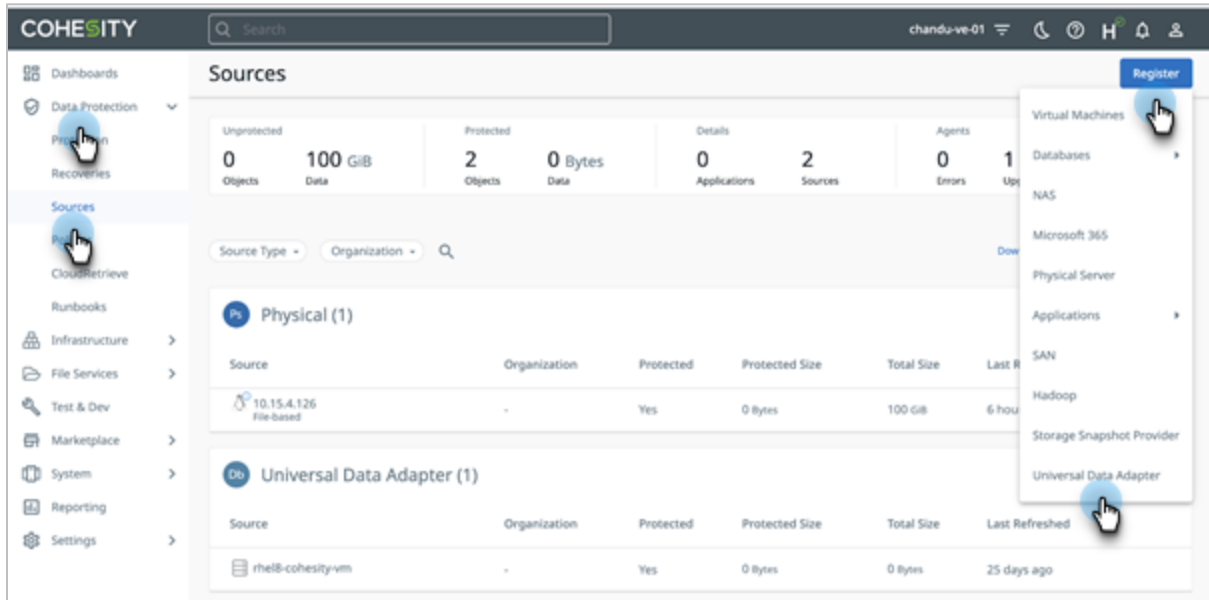 COHESITY
Search
chandu-ve-01
H
Dashboards
Data Protection
Recoveries
Sources
CloudRetrieve
Runbooks
Infrastructure
File Services
Test & Dev
Marketplace
System
Reporting
Settings
Sources
Register
Unprotected Protected Details Agents
0 100 GiB 2 0 Bytes 0 2 0 1
Objects Data Objects Data Applications Sources Errors
Source Type Organization
Ps Physical (1)
Source Organization Protected Protected Size Total Size
10.15.4.126 - Yes 0 Bytes 100 GiB
File-based
Db Universal Data Adapter (1)
Source Organization Protected Protected Size Total Size Last Refreshed
rhel8-cohesity-vm - Yes 0 Bytes 0 Bytes 25 days ago
Virtual Machines
Databases
NAS
Microsoft 365
Physical Server
Applications
SAN
Hadoop
Storage Snapshot Provider
Universal Data Adapter